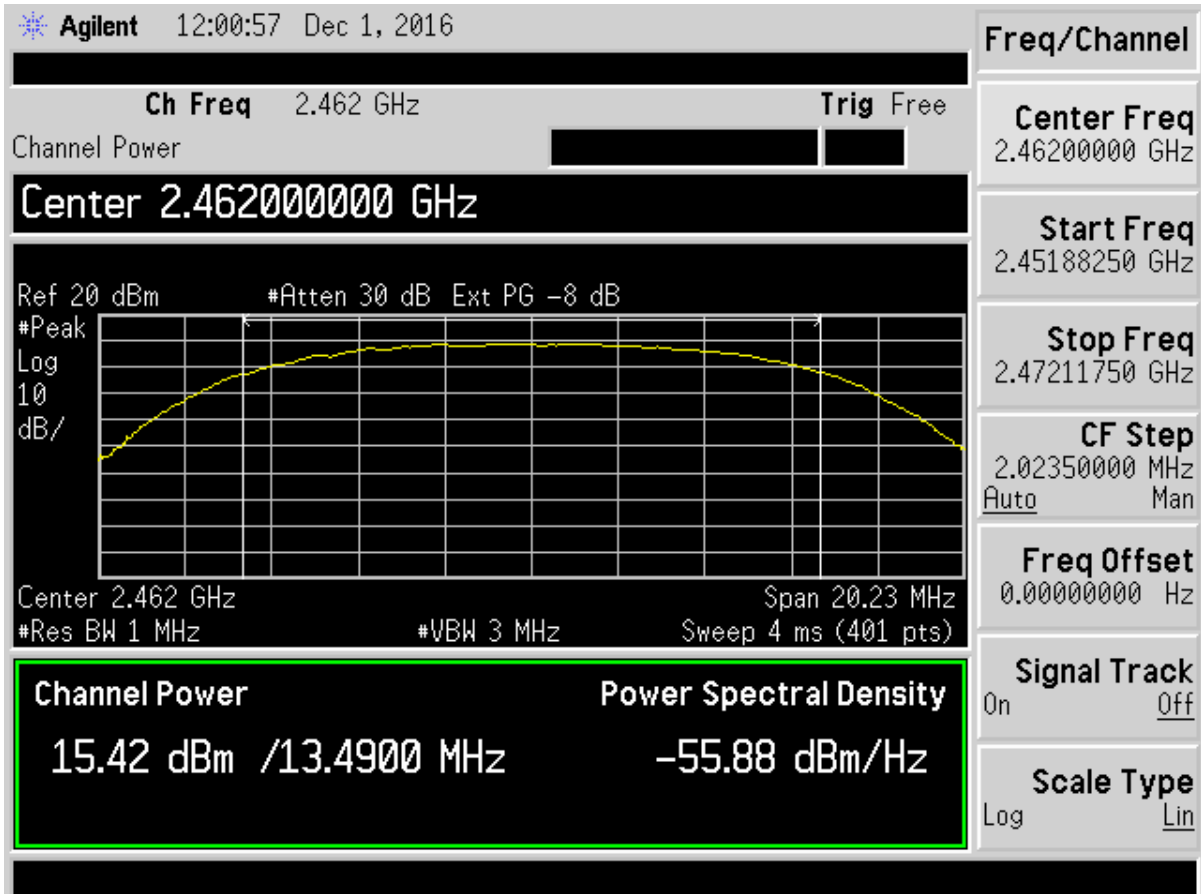 Agilent 12:00:57 Dec 1, 2016
Ch Freq 2.462 GHz Trig Free
Channel Power
Center 2.462000000 GHz
Ref 20 dBm #Atten 30 dB Ext PG -8 dB
#Peak
Log
10
dB/
Center 2.462 GHz Span 20.23 MHz
#Res BW 1 MHz #VBW 3 MHz Sweep 4 ms (401 pts)
Channel Power Power Spectral Density
15.42 dBm /13.4900 MHz -55.88 dBm/Hz
Freq/Channel
Center Freq
2.46200000 GHz
Start Freq
2.45188250 GHz
Stop Freq
2.47211750 GHz
CF Step
2.02350000 MHz
Auto Man
Freq Offset
0.00000000 Hz
Signal Track
On Off
Scale Type
Log Lin